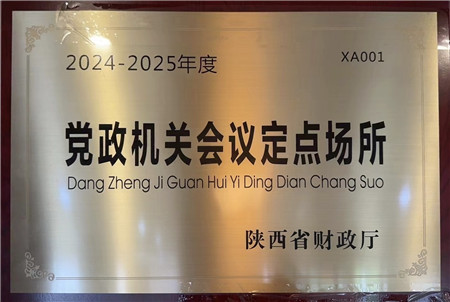 2024-2025年度
XA001
党政机关会议定点场所
Dang Zheng Ji Guan Hui Yi Ding Dian Chang Suo
陕西省财政厅